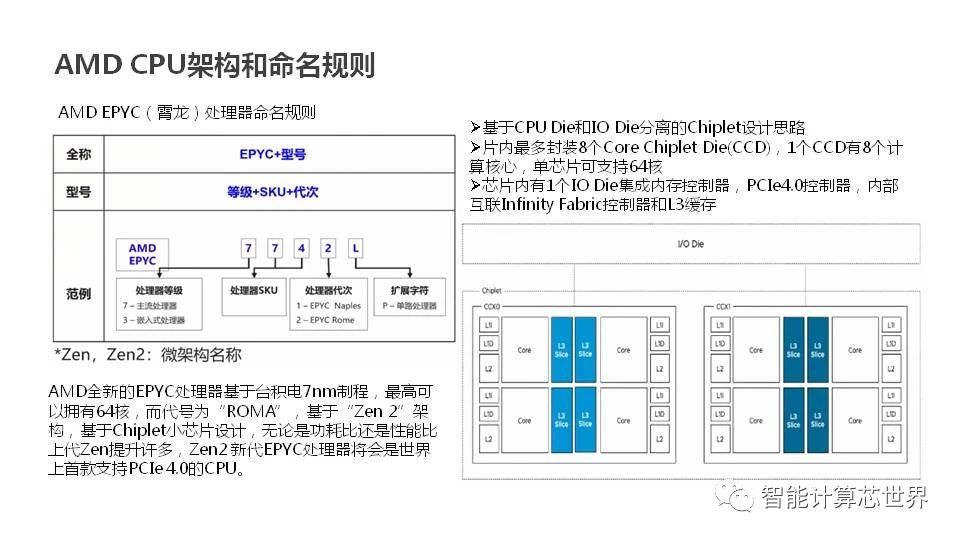 AMD CPU架构和命名规则
AMD EPYC（霄龙）处理器命名规则
全称
EPYC+型号
型号
等级+SKU+代次
范例
AMD
EPYC
7 7 4 2 L
处理器等级
7 – 主流处理器
3 – 嵌入式处理器
处理器SKU
处理器代次
1 – EPYC Naples
2 – EPYC Rome
扩展字符
P – 单路处理器
*Zen，Zen2：微架构名称
AMD全新的EPYC处理器基于台积电7nm制程，最高可
以拥有64核，而代号为“ROMA”，基于“Zen 2”架
构，基于Chiplet小芯片设计，无论是功耗比还是性能比
上代Zen提升许多，Zen2 新代EPYC处理器将会是世界
上首款支持PCIe 4.0的CPU。
➢基于CPU Die和IO Die分离的Chiplet设计思路
➢片内最多封装8个Core Chiplet Die(CCD)，1个CCD有8个计
算核心，单芯片可支持64核
➢芯片内有1个IO Die集成内存控制器，PCIe4.0控制器，内部
互联Infinity Fabric控制器和L3缓存
I/O Die
Chiplet
CCX0
L1I
L1D
L2
Core
L3
Slice
L3
Slice
Core
L1I
L1D
L2
L1I
L1D
L2
Core
L3
Slice
L3
Slice
Core
L1I
L1D
L2
CCX1
L1I
L1D
L2
Core
L3
Slice
L3
Slice
Core
L1I
L1D
L2
L1I
L1D
L2
Core
L3
Slice
L3
Slice
Core
L1I
L1D
L2
智能计算芯世界